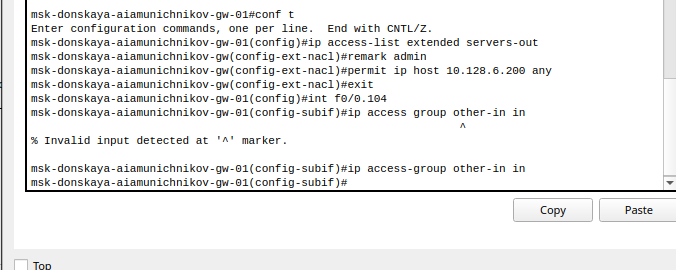 msk-donskaya-aiamunichnikov-gw-01#conf t
Enter configuration commands, one per line.  End with CNTL/Z.
msk-donskaya-aiamunichnikov-gw-01(config)#ip access-list extended servers-out
msk-donskaya-aiamunichnikov-gw(config-ext-nacl)#remark admin
msk-donskaya-aiamunichnikov-gw(config-ext-nacl)#permit ip host 10.128.6.200 any
msk-donskaya-aiamunichnikov-gw(config-ext-nacl)#exit
msk-donskaya-aiamunichnikov-gw-01(config)#int f0/0.104
msk-donskaya-aiamunichnikov-gw-01(config-subif)#ip access group other-in in
^
% Invalid input detected at '^' marker.
msk-donskaya-aiamunichnikov-gw-01(config-subif)#ip access-group other-in in
msk-donskaya-aiamunichnikov-gw-01(config-subif)#
Copy
Paste
Top